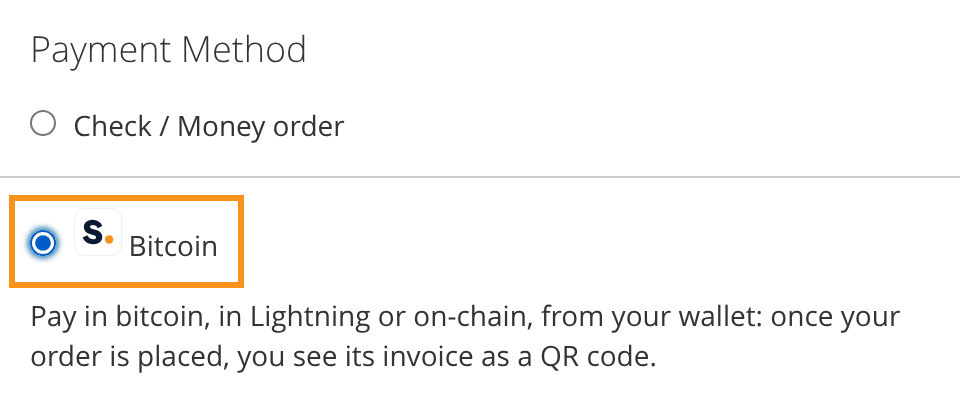 Payment Method
Check / Money order
S.
Bitcoin
Pay in bitcoin, in Lightning or on-chain, from your wallet: once your
order is placed, you see its invoice as a QR code.